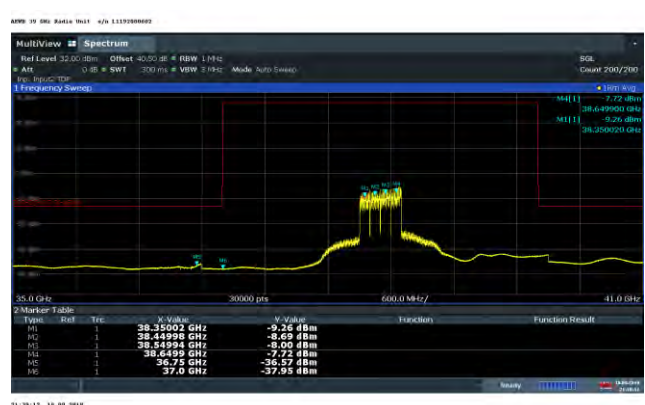 MultiView Spectrum
Ref Level 32.00 dBm Offset 40.50 dB RBW 1 MHz SGL
Att 0 dB SWT 300 ms VBW 3 MHz Mode Auto Sweep Count 200/200
1 Frequency Sweep 1Rm Avg
M4[1] -7.72 dBm
38.649900 GHz
M1[1] -9.26 dBm
38.350020 GHz
35.0 GHz 30000 pts 600.0 MHz/ 41.0 GHz
2 Marker Table
Type Ref Trc X-Value Y-Value Function Function Result
M1 1 38.35002 GHz -9.26 dBm
M2 1 38.44998 GHz -8.69 dBm
M3 1 38.54994 GHz -8.00 dBm
M4 1 38.6499 GHz -7.72 dBm
M5 1 36.75 GHz -36.57 dBm
M6 1 37.0 GHz -37.95 dBm
Ready